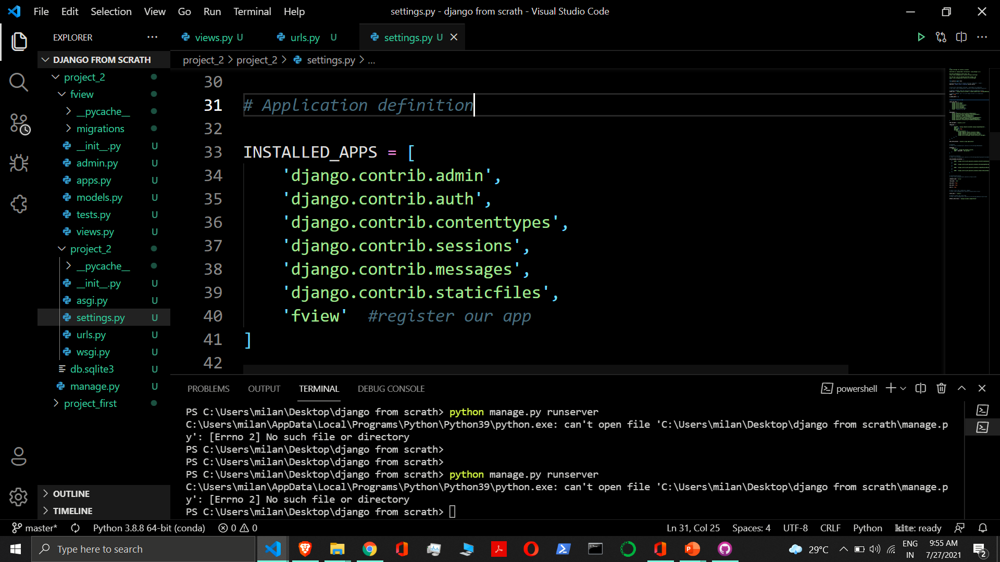 File Edit Selection View Go Run Terminal Help
settings.py - django from scrath - Visual Studio Code
EXPLORER
views.py U
urls.py U
settings.py U
DJANGO FROM SCRATH
project_2 > project_2 > settings.py > ...
project_2
fview
__pycache__
migrations
__init__.py U
admin.py U
apps.py U
models.py U
tests.py U
views.py U
project_2
__pycache__
__init__.py U
asgi.py U
settings.py U
urls.py U
wsgi.py U
db.sqlite3 U
manage.py U
project_first
OUTLINE
TIMELINE
30
31 # Application definition
32
33 INSTALLED_APPS = [
34 'django.contrib.admin',
35 'django.contrib.auth',
36 'django.contrib.contenttypes',
37 'django.contrib.sessions',
38 'django.contrib.messages',
39 'django.contrib.staticfiles',
40 'fview' #register our app
41 ]
42
PROBLEMS OUTPUT TERMINAL DEBUG CONSOLE
powershell
PS C:\Users\milan\Desktop\django from scrath> python manage.py runserver
C:\Users\milan\AppData\Local\Programs\Python\Python39\python.exe: can't open file 'C:\Users\milan\Desktop\django from scrath\manage.p
y': [Errno 2] No such file or directory
PS C:\Users\milan\Desktop\django from scrath>
PS C:\Users\milan\Desktop\django from scrath>
PS C:\Users\milan\Desktop\django from scrath> python manage.py runserver
C:\Users\milan\AppData\Local\Programs\Python\Python39\python.exe: can't open file 'C:\Users\milan\Desktop\django from scrath\manage.p
y': [Errno 2] No such file or directory
PS C:\Users\milan\Desktop\django from scrath>
master* Python 3.8.8 64-bit (conda) 0 0
Ln 31, Col 25 Spaces: 4 UTF-8 CRLF Python kite: ready
Type here to search
29°C
ENG
IN
9:55 AM
7/27/2021
2